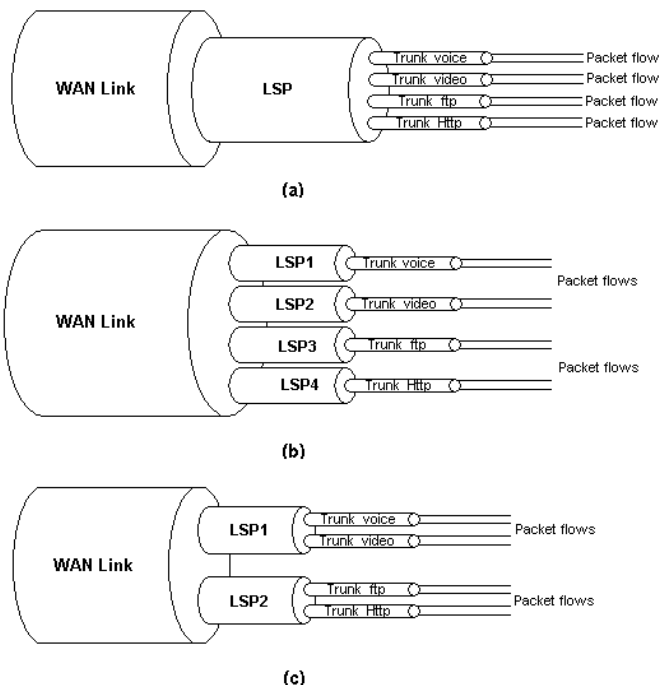 Trunk voice Packet flow
Trunk video Packet flow
WAN Link LSP
Trunk ftp Packet flow
Trunk Http Packet flow
(a)
LSP1 Trunk voice
Packet flows
LSP2 Trunk video
WAN Link
LSP3 Trunk ftp
Packet flows
LSP4 Trunk Http
(b)
Trunk voice
LSP1 Packet flows
Trunk video
WAN Link
Trunk ftp
LSP2 Packet flows
Trunk Http
(c)